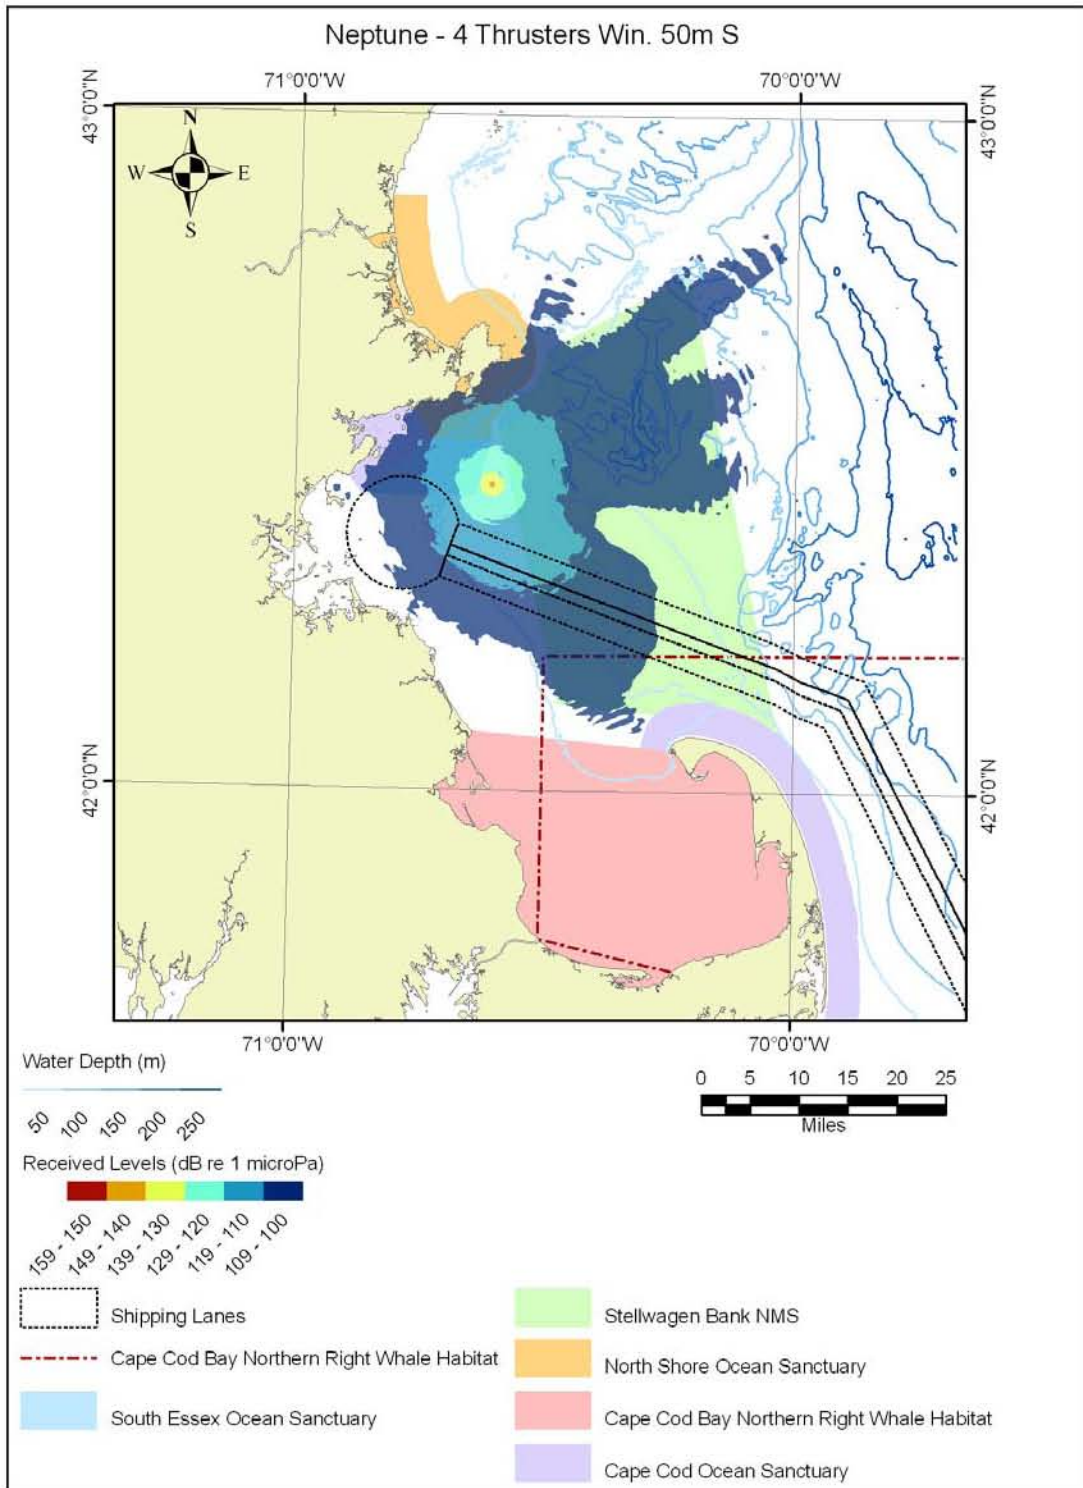 Neptune - 4 Thrusters Win. 50m S
71°0'0"W
70°0'0"W
43°0'0"N
43°0'0"N
N
W
E
S
42°0'0"N
42°0'0"N
71°0'0"W
70°0'0"W
Water Depth (m)
50
100
150
200
250
0 5 10 15 20 25
Miles
Received Levels (dB re 1 microPa)
159 - 150
149 - 140
139 - 130
129 - 120
119 - 110
109 - 100
Shipping Lanes
Cape Cod Bay Northern Right Whale Habitat
South Essex Ocean Sanctuary
Stellwagen Bank NMS
North Shore Ocean Sanctuary
Cape Cod Bay Northern Right Whale Habitat
Cape Cod Ocean Sanctuary